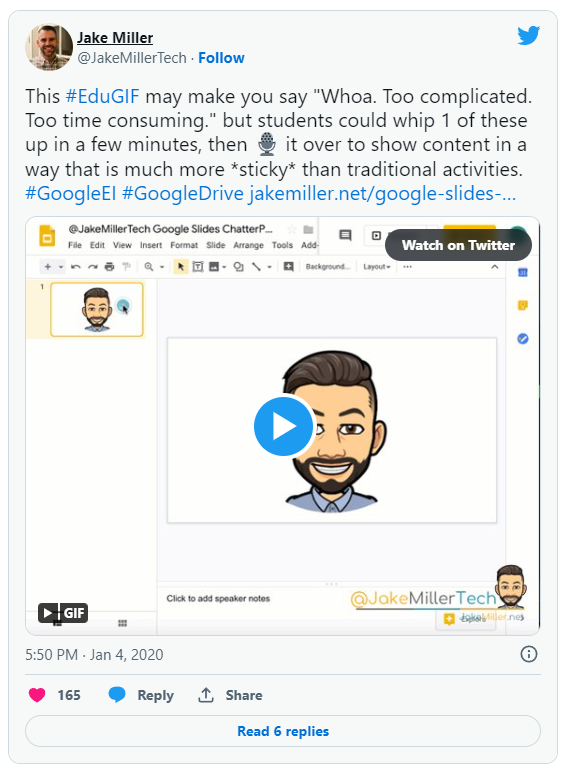 Jake Miller
@JakeMillerTech · Follow
This #EduGIF may make you say "Whoa. Too complicated.
Too time consuming." but students could whip 1 of these
up in a few minutes, then 🎙 it over to show content in a
way that is much more *sticky* than traditional activities.
#GoogleEI #GoogleDrive jakemiller.net/google-slides-...
@JakeMillerTech Google Slides ChatterP...
File Edit View Insert Format Slide Arrange Tools Add-
Watch on Twitter
Background... Layout
1
Click to add speaker notes
@JakeMillerTech
JakeMiller.net
GIF
5:50 PM · Jan 4, 2020
165 Reply Share
Read 6 replies